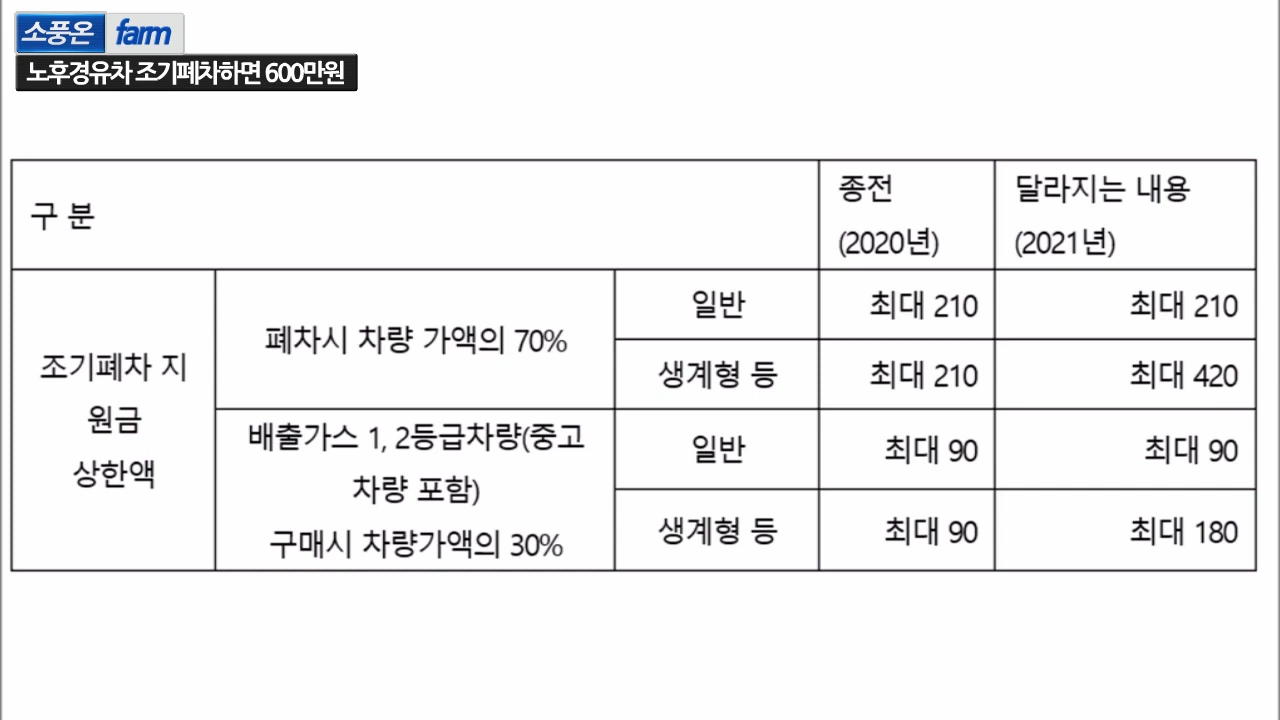 소풍온 farm
노후경유차 조기폐차하면 600만원
구 분
종전
(2020년)
달라지는 내용
(2021년)
조기폐차 지
원금
상한액
폐차시 차량 가액의 70%
일반
최대 210
최대 210
생계형 등
최대 210
최대 420
배출가스 1, 2등급차량(중고
차량 포함)
구매시 차량가액의 30%
일반
최대 90
최대 90
생계형 등
최대 90
최대 180